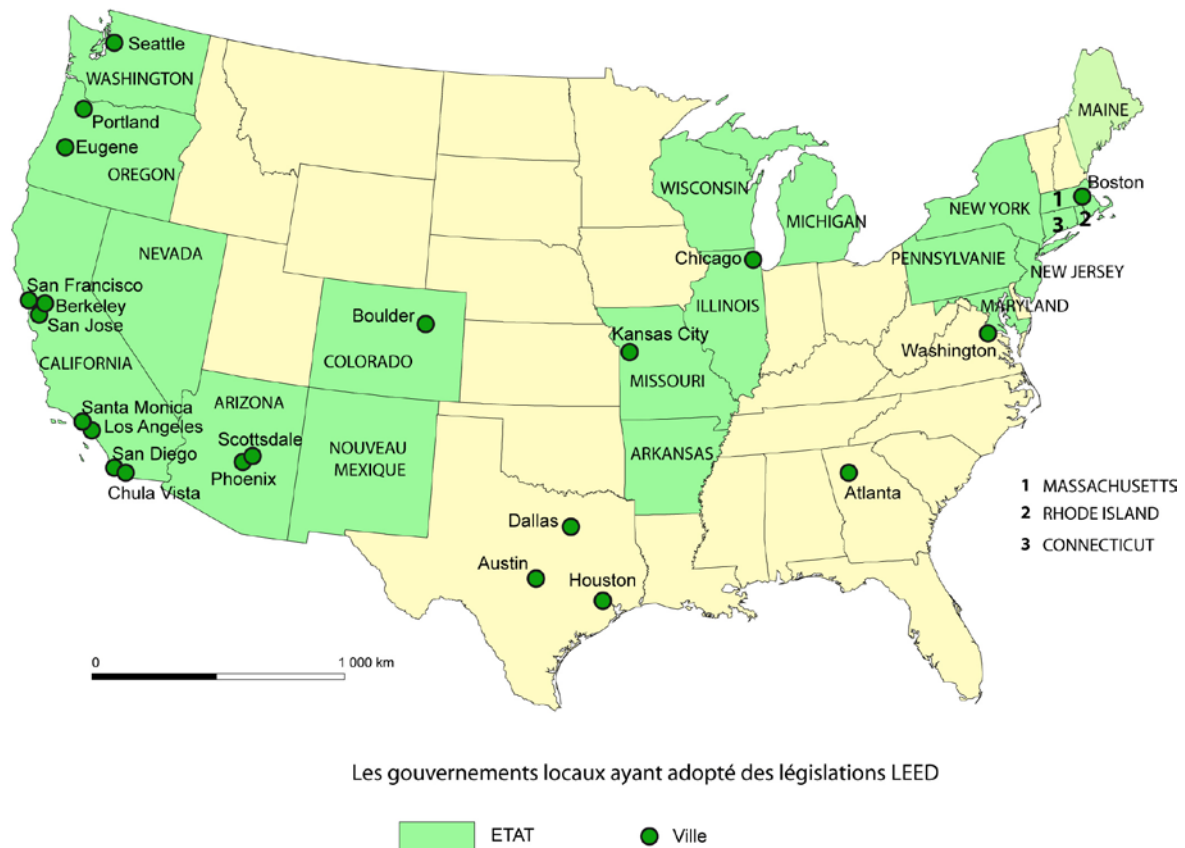 Seattle
WASHINGTON
Portland
Eugene
OREGON
NEVADA
San Francisco
Berkeley
San Jose
CALIFORNIA
Santa Monica
Los Angeles
San Diego
Chula Vista
ARIZONA
Scottsdale
Phoenix
Boulder
COLORADO
NOUVEAU
MEXIQUE
Dallas
Austin
Houston
WISCONSIN
MICHIGAN
Chicago
ILLINOIS
Kansas City
MISSOURI
ARKANSAS
Atlanta
MAINE
Boston
1
2
3
NEW YORK
PENNSYLVANIE
NEW JERSEY
MARYLAND
Washington
1 MASSACHUSETTS
2 RHODE ISLAND
3 CONNECTICUT
0 1 000 km
Les gouvernements locaux ayant adopté des législations LEED
ETAT Ville